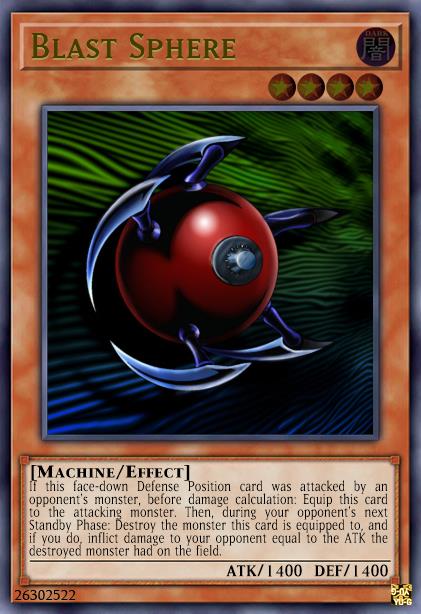 Blast Sphere
DARK
闇
[Machine/Effect]
If this face-down Defense Position card was attacked by an
opponent's monster, before damage calculation: Equip this card
to the attacking monster. Then, during your opponent's next
Standby Phase: Destroy the monster this card is equipped to, and
if you do, inflict damage to your opponent equal to the ATK the
destroyed monster had on the field.
ATK/1400 DEF/1400
26302522